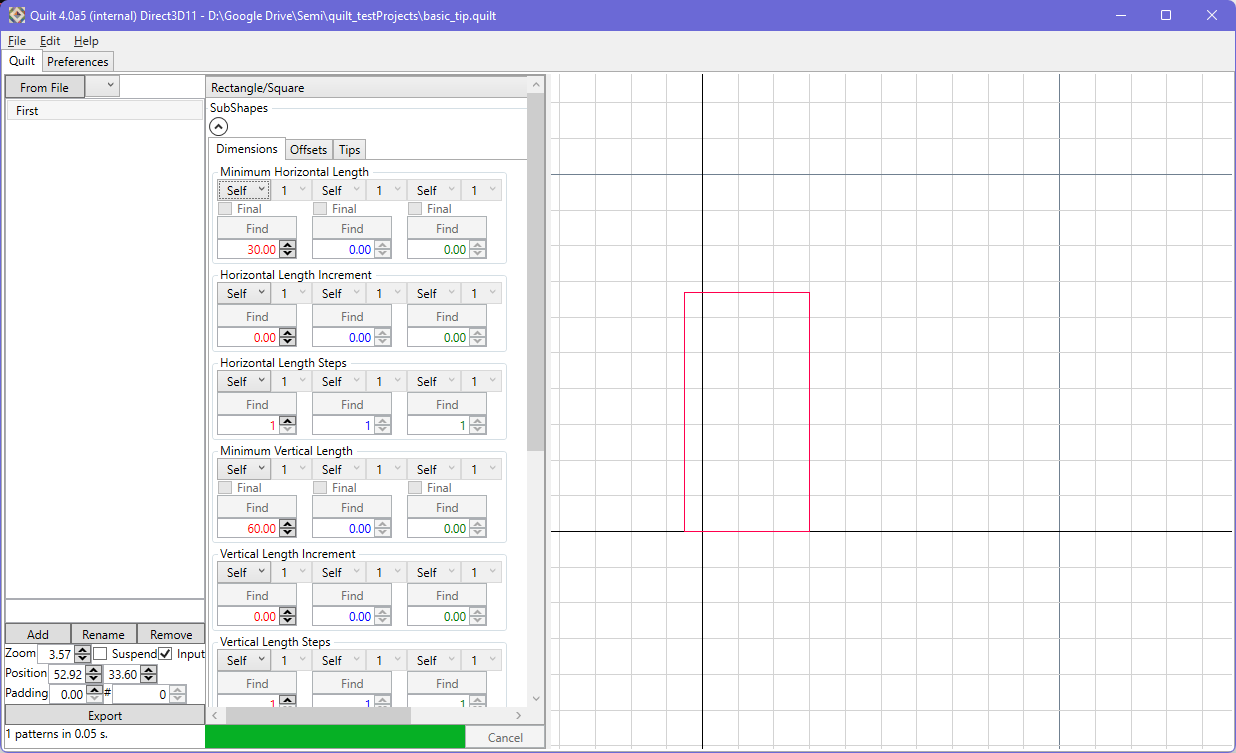 Quilt 4.0a5 (internal) Direct3D11 - D:\Google Drive\Semi\quilt_testProjects\basic_tip.quilt
File Edit Help
Quilt Preferences
From File
First
Rectangle/Square
SubShapes
Dimensions Offsets Tips
Minimum Horizontal Length
Self 1 Self 1 Self 1
Final Final Final
Find Find Find
30.00 0.00 0.00
Horizontal Length Increment
Self 1 Self 1 Self 1
Find Find Find
0.00 0.00 0.00
Horizontal Length Steps
Self 1 Self 1 Self 1
Find Find Find
1 1 1
Minimum Vertical Length
Self 1 Self 1 Self 1
Final Final Final
Find Find Find
60.00 0.00 0.00
Vertical Length Increment
Self 1 Self 1 Self 1
Find Find Find
0.00 0.00 0.00
Vertical Length Steps
Self 1 Self 1 Self 1
Find Find Find
1 1 1
Add Rename Remove
Zoom 3.57 Suspend Input
Position 52.92 33.60
Padding 0.00 # 0
Export
1 patterns in 0.05 s.
Cancel